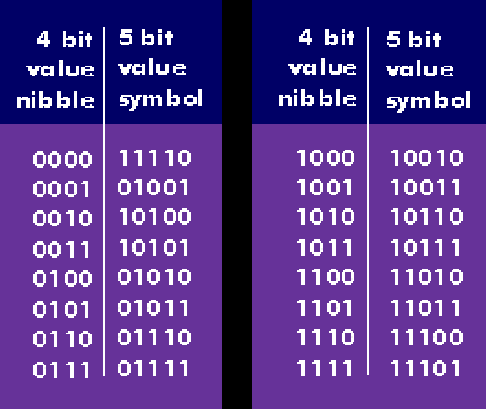 4 bit 5 bit
value value
nibble symbol
0000 11110
0001 01001
0010 10100
0011 10101
0100 01010
0101 01011
0110 01110
0111 01111
4 bit 5 bit
value value
nibble symbol
1000 10010
1001 10011
1010 10110
1011 10111
1100 11010
1101 11011
1110 11100
1111 11101